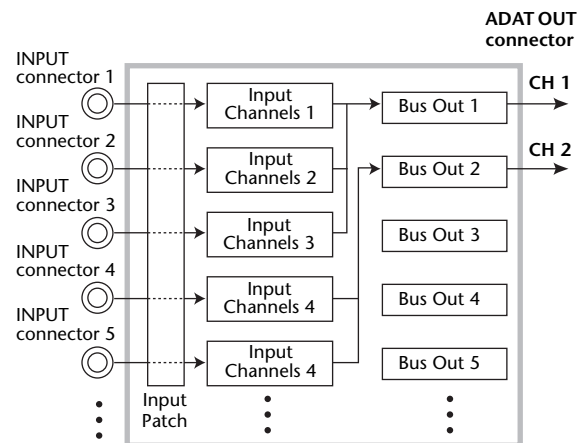 ADAT OUT
connector
INPUT
connector 1
Input
Channels 1
Bus Out 1
CH 1
INPUT
connector 2
Input
Channels 2
Bus Out 2
CH 2
INPUT
connector 3
Input
Channels 3
Bus Out 3
INPUT
connector 4
Input
Channels 4
Bus Out 4
INPUT
connector 5
Input
Channels 4
Bus Out 5
Input
Patch